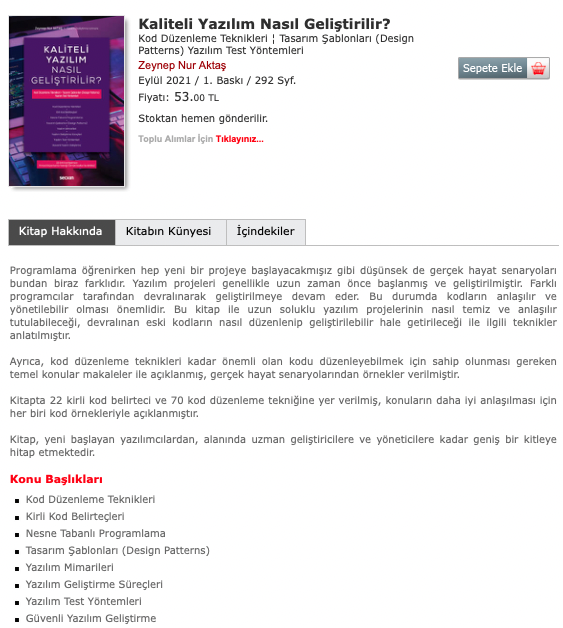 Kaliteli Yazılım Nasıl Geliştirilir?
Kod Düzenleme Teknikleri ¦ Tasarım Şablonları (Design
Patterns) Yazılım Test Yöntemleri
Zeynep Nur Aktaş
Eylül 2021 / 1. Baskı / 292 Syf.
Fiyatı: 53.00 TL
Stoktan hemen gönderilir.
Toplu Alımlar İçin Tıklayınız...
Sepete Ekle
KALİTELİ
YAZILIM
NASIL
GELİŞTİRİLİR?
Kitap Hakkında
Kitabın Künyesi
İçindekiler
Programlama öğrenirken hep yeni bir projeye başlayacakmışız gibi düşünsek de gerçek hayat senaryoları
bundan biraz farklıdır. Yazılım projeleri genellikle uzun zaman önce başlanmış ve geliştirilmiştir. Farklı
programcılar tarafından devralınarak geliştirilmeye devam eder. Bu durumda kodların anlaşılır ve
yönetilebilir olması önemlidir. Bu kitap ile uzun soluklu yazılım projelerinin nasıl temiz ve anlaşılır
tutulabileceği, devralınan eski kodların nasıl düzenlenip geliştirilebilir hale getirileceği ile ilgili teknikler
anlatılmıştır.
Ayrıca, kod düzenleme teknikleri kadar önemli olan kodu düzenleyebilmek için sahip olunması gereken
temel konular makaleler ile açıklanmış, gerçek hayat senaryolarından örnekler verilmiştir.
Kitapta 22 kirli kod belirteci ve 70 kod düzenleme tekniğine yer verilmiş, konuların daha iyi anlaşılması için
her biri kod örnekleriyle açıklanmıştır.
Kitap, yeni başlayan yazılımcılardan, alanında uzman geliştiricilere ve yöneticilere kadar geniş bir kitleye
hitap etmektedir.
Konu Başlıkları
Kod Düzenleme Teknikleri
Kirli Kod Belirteçleri
Nesne Tabanlı Programlama
Tasarım Şablonları (Design Patterns)
Yazılım Mimarileri
Yazılım Geliştirme Süreçleri
Yazılım Test Yöntemleri
Güvenli Yazılım Geliştirme